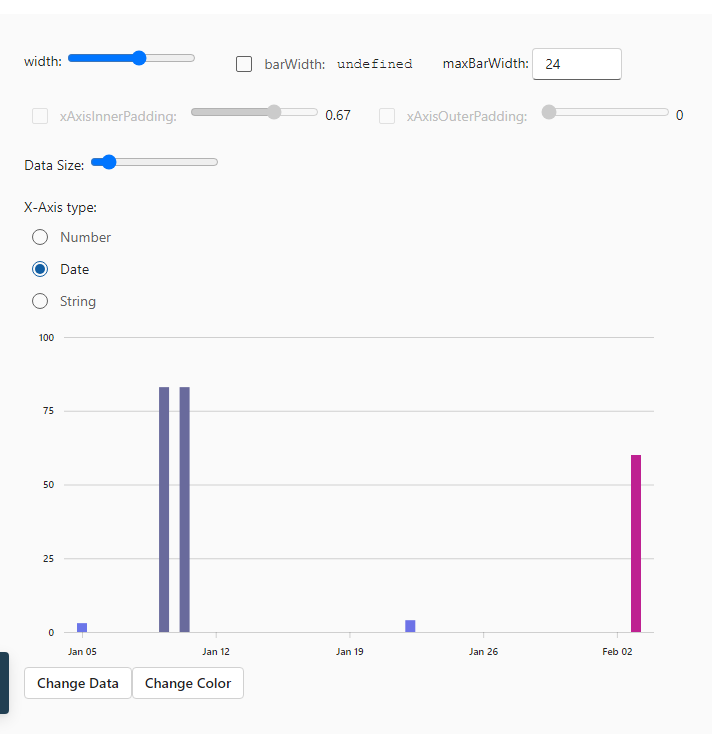 width: barWidth: undefined maxBarWidth: 24
xAxisInnerPadding: 0.67 xAxisOuterPadding: 0
Data Size:
X-Axis type:
Number
Date
String
100
75
50
25
0
Jan 05 Jan 12 Jan 19 Jan 26 Feb 02
Change Data Change Color